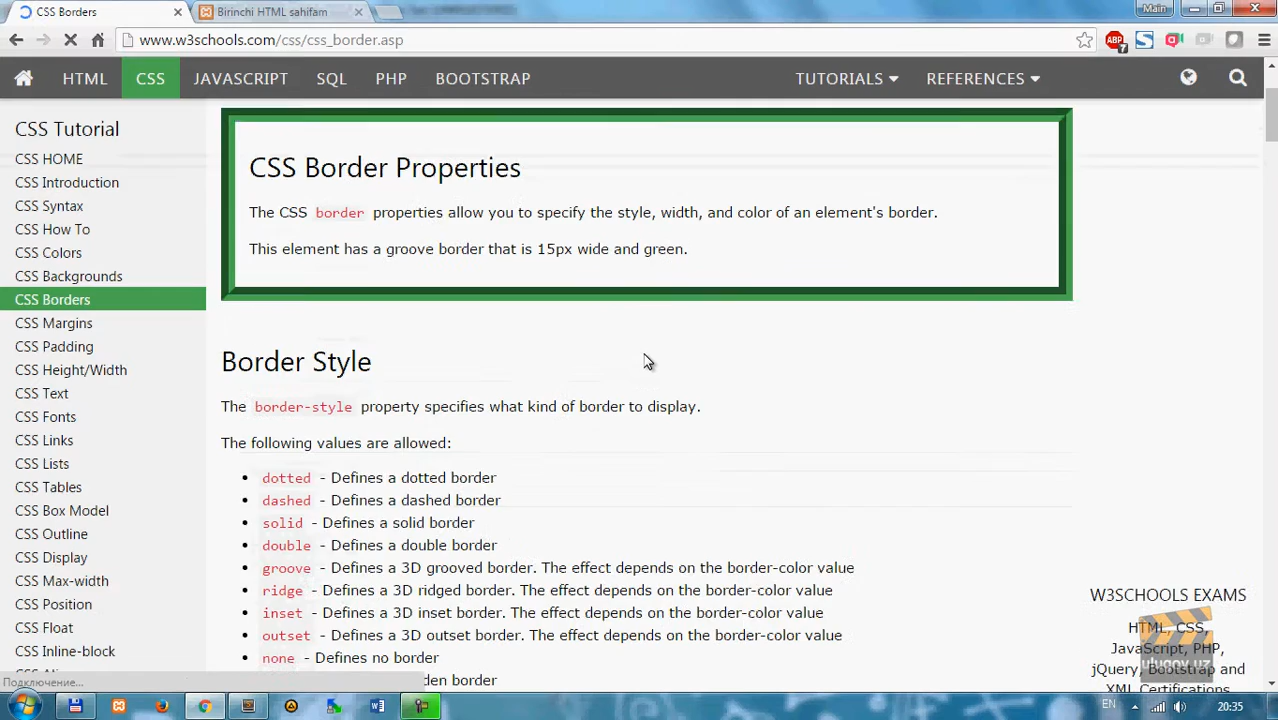 CSS Borders
Birinchi HTML sahifam
Main
www.w3schools.com/css/css_border.asp
ABP
7
HTML
CSS
JAVASCRIPT
SQL
PHP
BOOTSTRAP
TUTORIALS
REFERENCES
CSS Tutorial
CSS HOME
CSS Introduction
CSS Syntax
CSS How To
CSS Colors
CSS Backgrounds
CSS Borders
CSS Margins
CSS Padding
CSS Height/Width
CSS Text
CSS Fonts
CSS Links
CSS Lists
CSS Tables
CSS Box Model
CSS Outline
CSS Display
CSS Max-width
CSS Position
CSS Float
CSS Inline-block
CSS Border Properties
The CSS border properties allow you to specify the style, width, and color of an element's border.
This element has a groove border that is 15px wide and green.
Border Style
The border-style property specifies what kind of border to display.
The following values are allowed:
dotted - Defines a dotted border
dashed - Defines a dashed border
solid - Defines a solid border
double - Defines a double border
groove - Defines a 3D grooved border. The effect depends on the border-color value
ridge - Defines a 3D ridged border. The effect depends on the border-color value
inset - Defines a 3D inset border. The effect depends on the border-color value
outset - Defines a 3D outset border. The effect depends on the border-color value
none - Defines no border
border
W3SCHOOLS EXAMS
HTML, CSS,
JavaScript, PHP,
jQuery, Bootstrap and
XML Certifications
Подключение...
EN
20:35